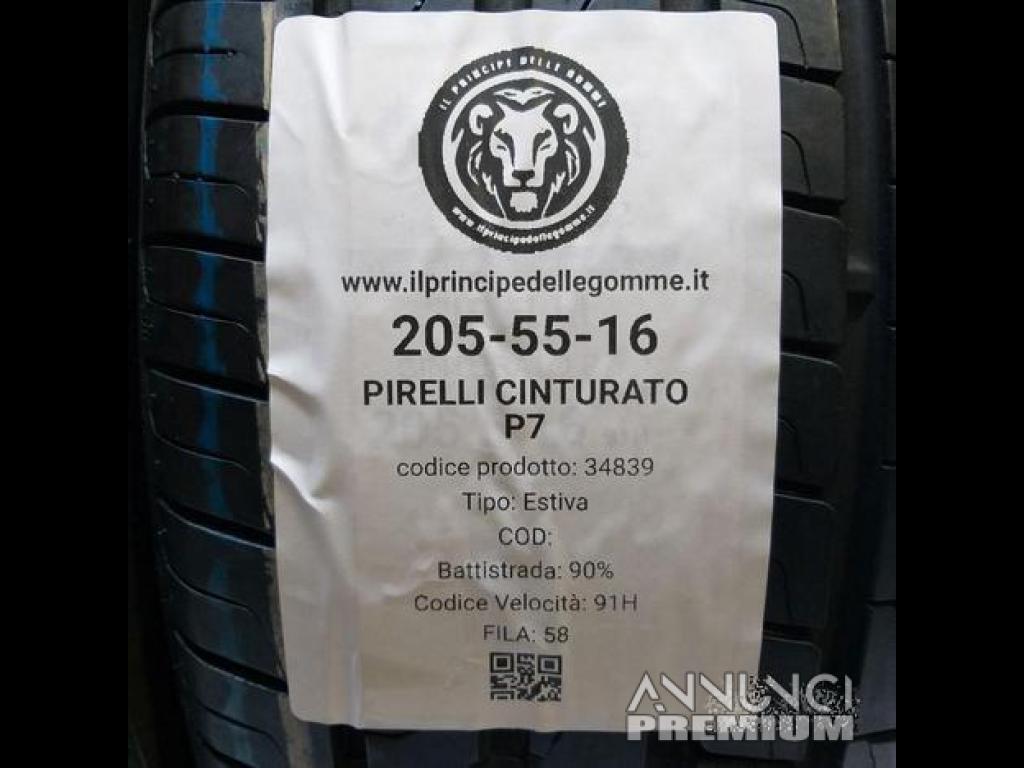 IL PRINCIPE DELLE GOMME
www.ilprincipedellegomme.it
www.ilprincipedellegomme.it
205-55-16
PIRELLI CINTURATO
P7
codice prodotto: 34839
Tipo: Estiva
COD:
Battistrada: 90%
Codice Velocità: 91H
FILA: 58
ANNUNCI
PREMIUM